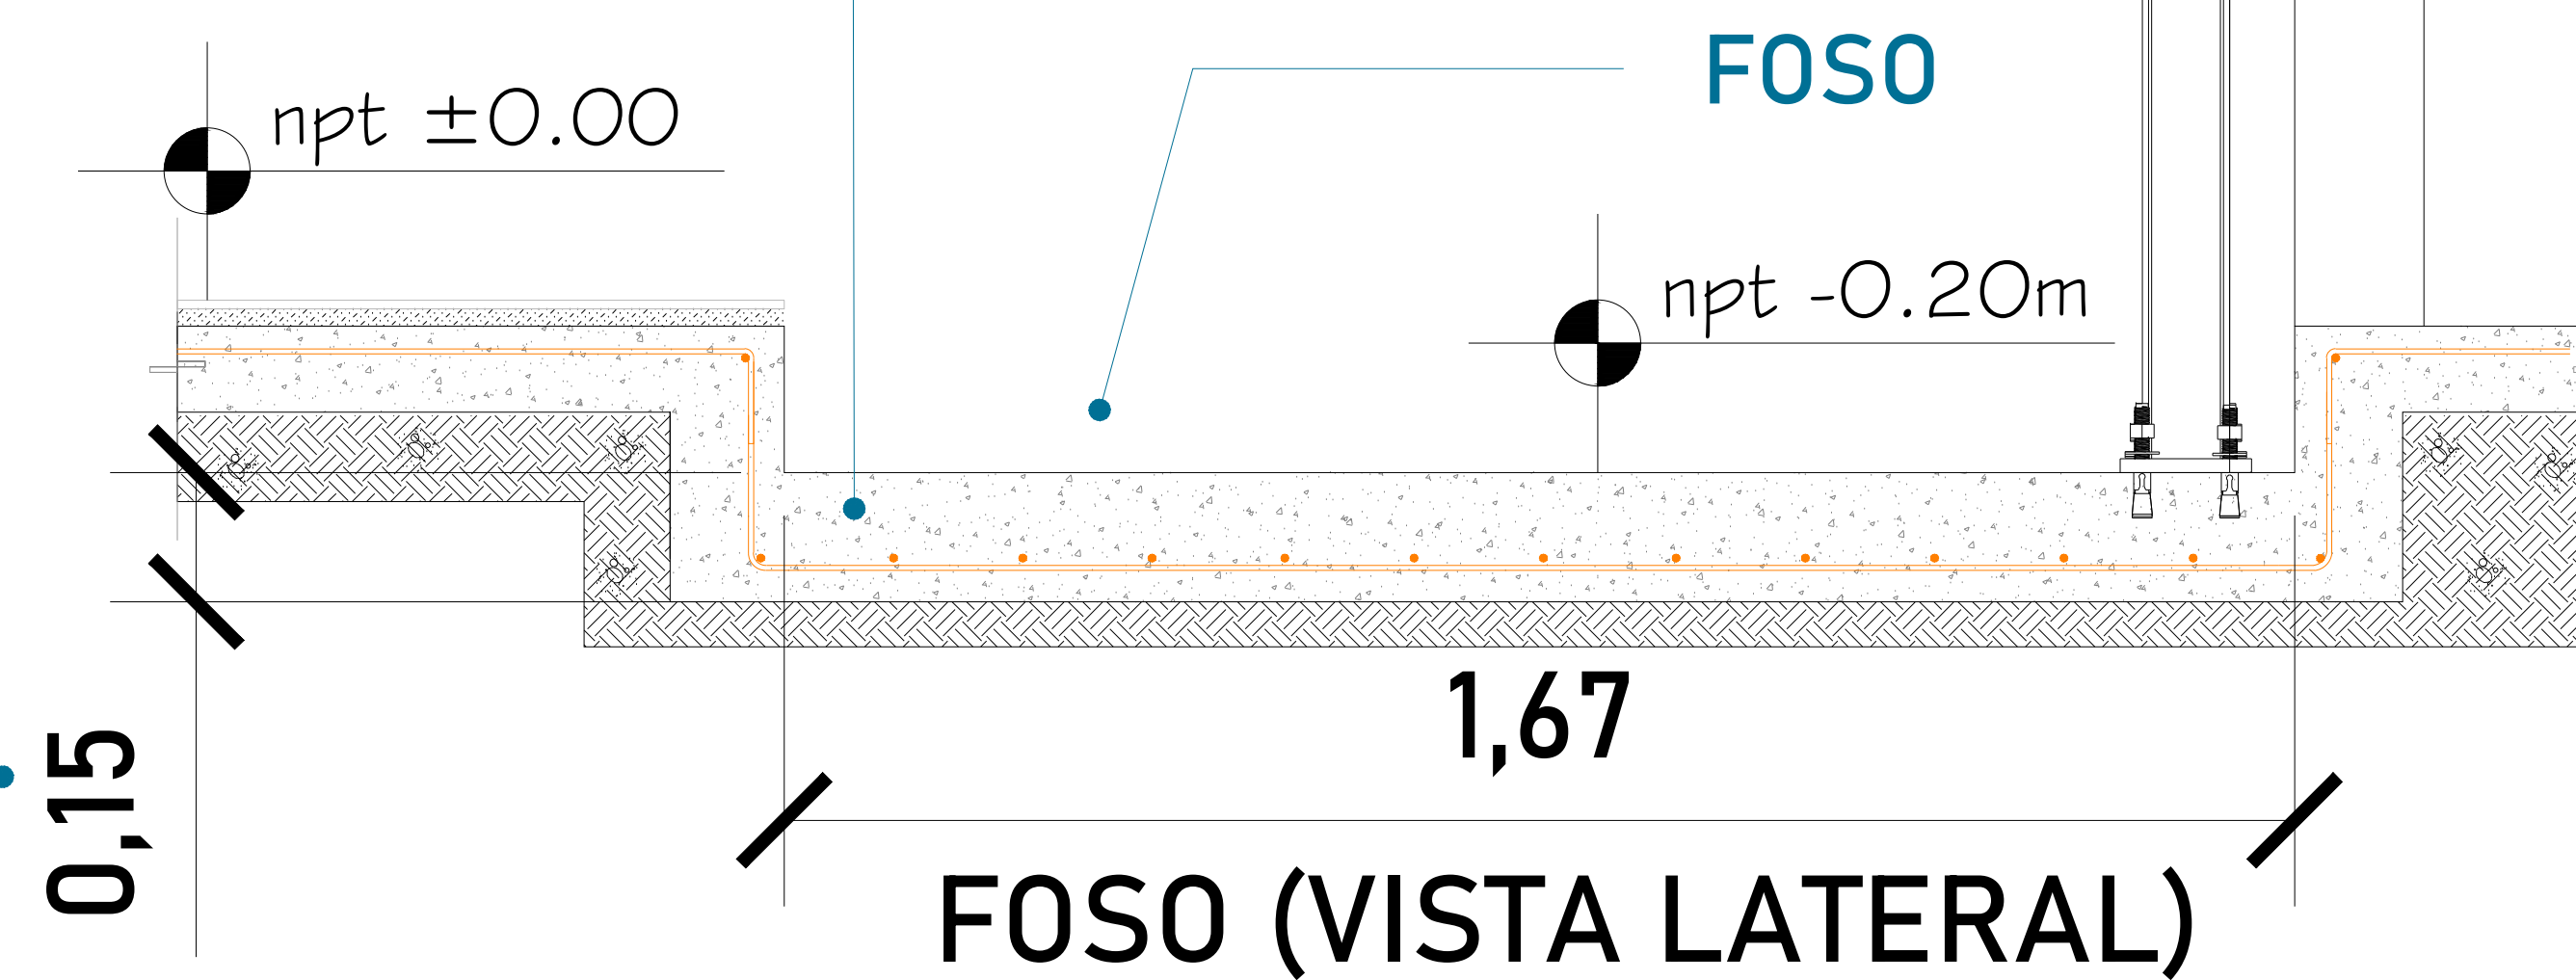 FOSO
npt ±0.00
npt -0.20m
1,67
0,15
FOSO (VISTA LATERAL)